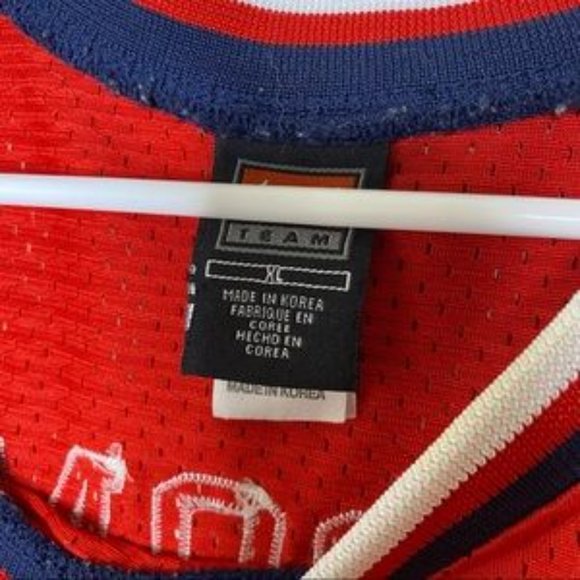 TEAM
XL
MADE IN KOREA
FABRIQUE EN
COREE
HECHO EN
COREA
MADE IN KOREA